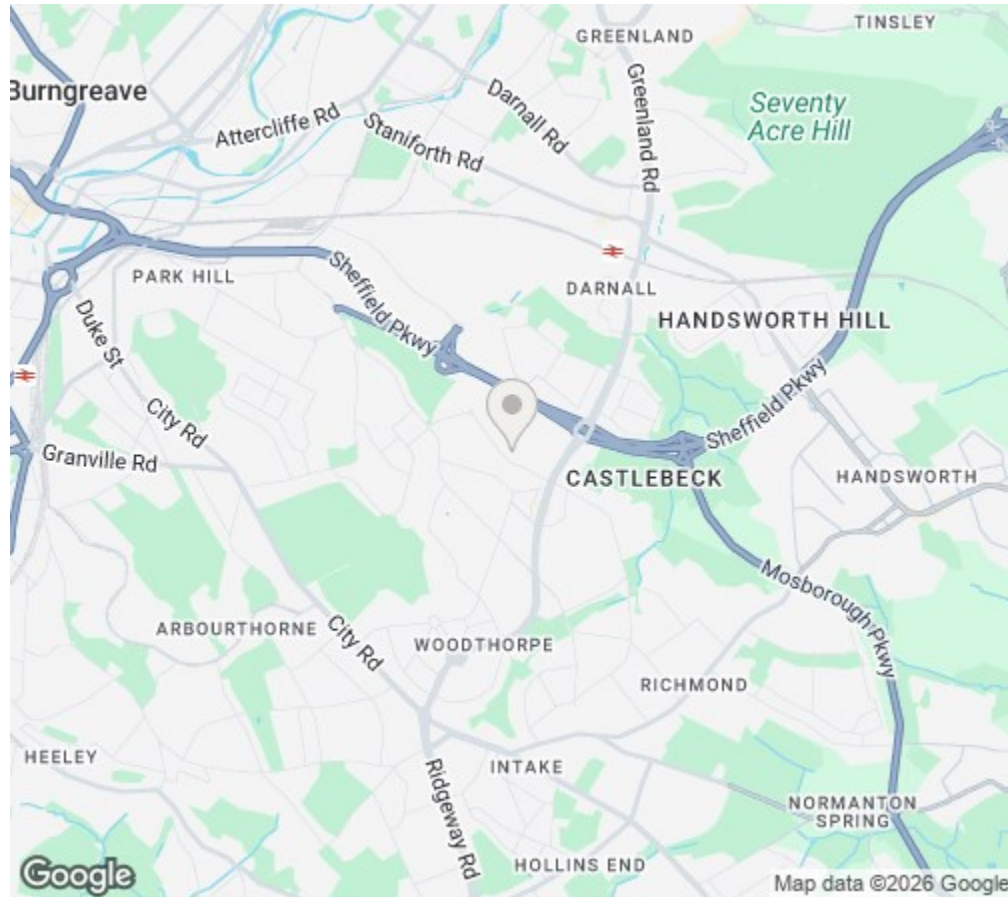 TINSLEY
GREENLAND
Burngreave
Seventy
Acre Hill
Darnall Rd
Greenland Rd
Attercliffe Rd
Staniforth Rd
PARK HILL
Sheffield Pkwy
DARNALL
HANDSWORTH HILL
Duke St
City Rd
Sheffield Pkwy
Granville Rd
CASTLEBECK
HANDSWORTH
Mosborough Pkwy
ARBOURTHORNE
City Rd
WOODTHORPE
RICHMOND
HEELEY
INTAKE
Ridgeway Rd
NORMANTON
SPRING
HOLLINS END
Google
Map data ©2026 Google